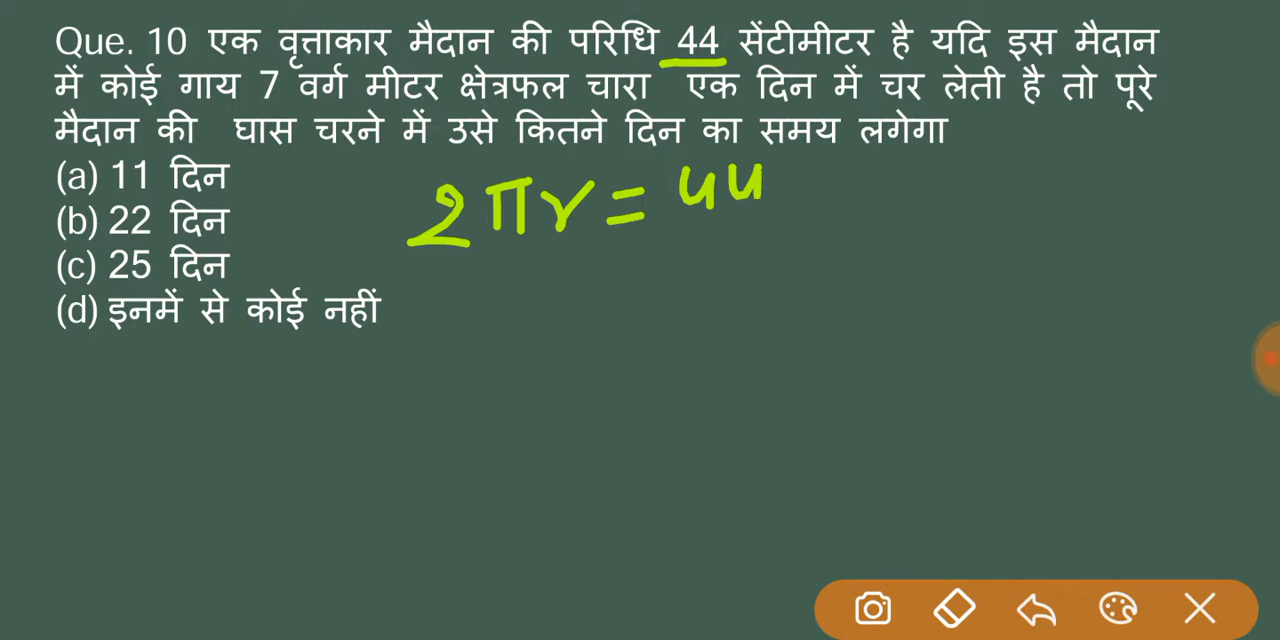 Que. 10 एक वृत्ताकार मैदान की परिधि 44 सेंटीमीटर है यदि इस मैदान
में कोई गाय 7 वर्ग मीटर क्षेत्रफल चारा एक दिन में चर लेती है तो पूरे
मैदान की घास चरने में उसे कितने दिन का समय लगेगा
(a) 11 दिन
(b) 22 दिन
(c) 25 दिन
(d) इनमें से कोई नहीं
2πr = 44